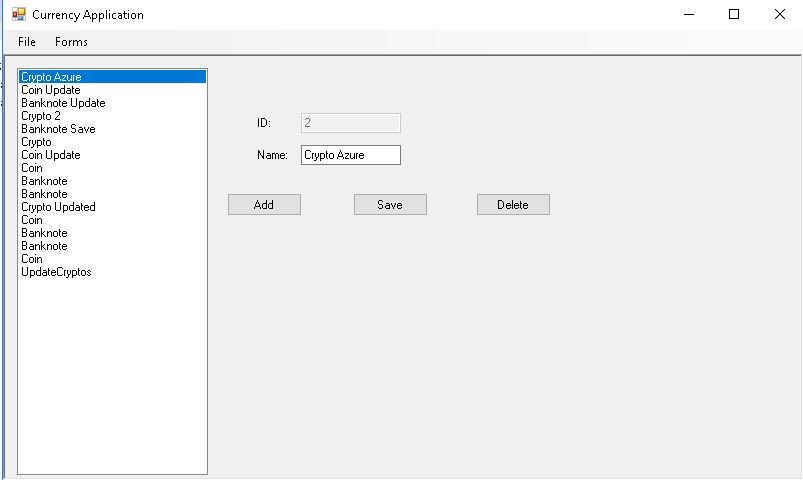 Currency Application
File Forms
Crypto Azure
Coin Update
Banknote Update
Crypto 2
Banknote Save
Crypto
Coin Update
Coin
Banknote
Banknote
Crypto Updated
Coin
Banknote
Banknote
Coin
UpdateCryptos
ID: 2
Name: Crypto Azure
Add Save Delete